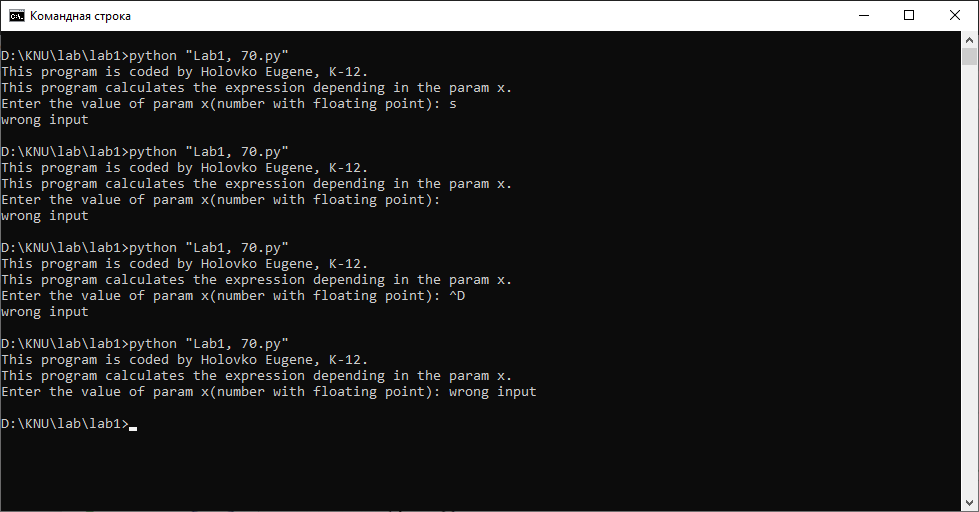 Командная строка
D:\KNU\lab\lab1>python "Lab1, 70.py"
This program is coded by Holovko Eugene, K-12.
This program calculates the expression depending in the param x.
Enter the value of param x(number with floating point): s
wrong input
D:\KNU\lab\lab1>python "Lab1, 70.py"
This program is coded by Holovko Eugene, K-12.
This program calculates the expression depending in the param x.
Enter the value of param x(number with floating point):
wrong input
D:\KNU\lab\lab1>python "Lab1, 70.py"
This program is coded by Holovko Eugene, K-12.
This program calculates the expression depending in the param x.
Enter the value of param x(number with floating point): ^D
wrong input
D:\KNU\lab\lab1>python "Lab1, 70.py"
This program is coded by Holovko Eugene, K-12.
This program calculates the expression depending in the param x.
Enter the value of param x(number with floating point): wrong input
D:\KNU\lab\lab1>